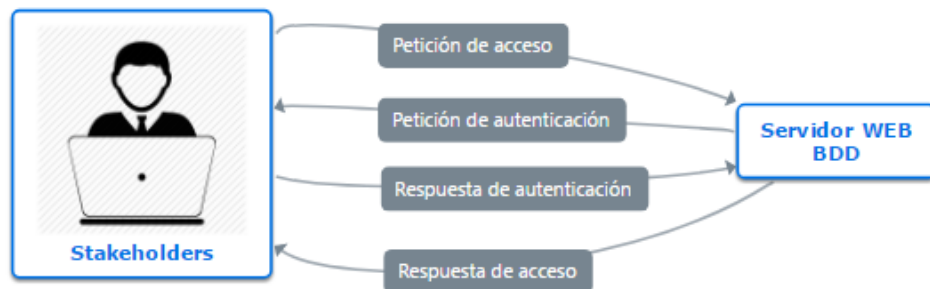 Petición de acceso
Petición de autenticación
Servidor WEB
BDD
Respuesta de autenticación
Stakeholders
Respuesta de acceso